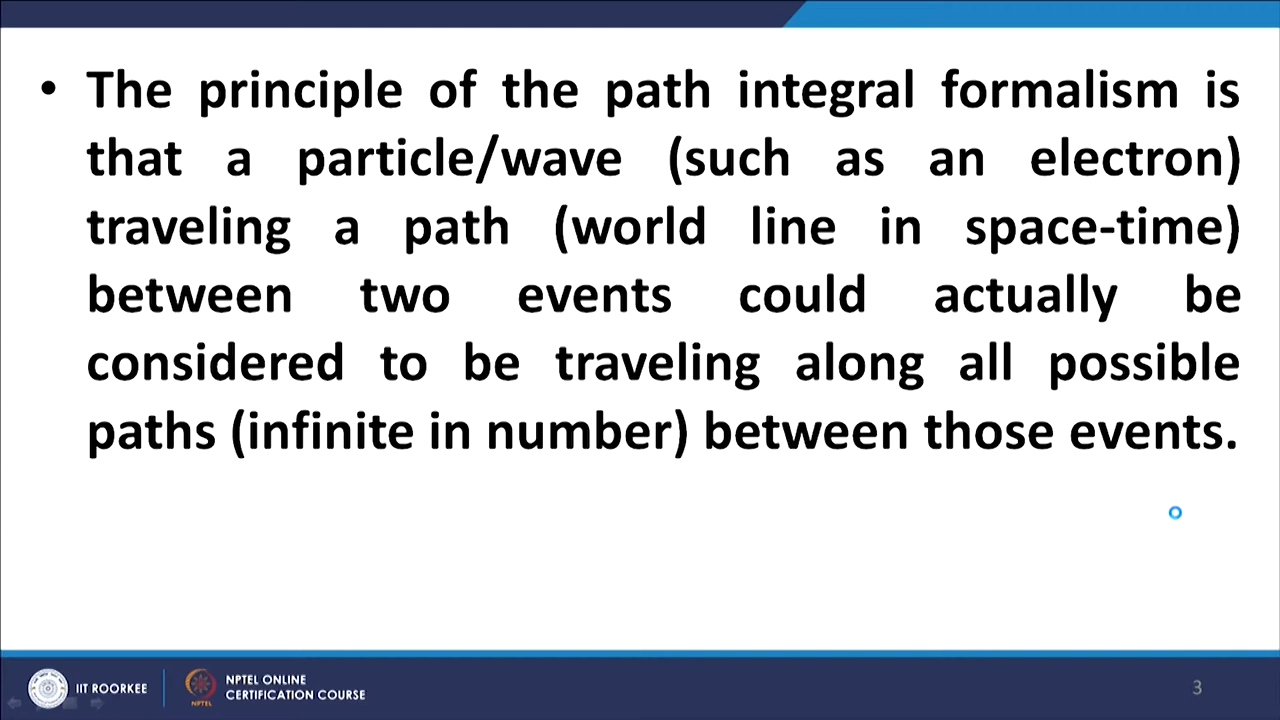 • The principle of the path integral formalism is
that a particle/wave (such as an electron)
traveling a path (world line in space-time)
between two events could actually be
considered to be traveling along all possible
paths (infinite in number) between those events.
IIT ROORKEE
NPTEL
NPTEL ONLINE
CERTIFICATION COURSE
3